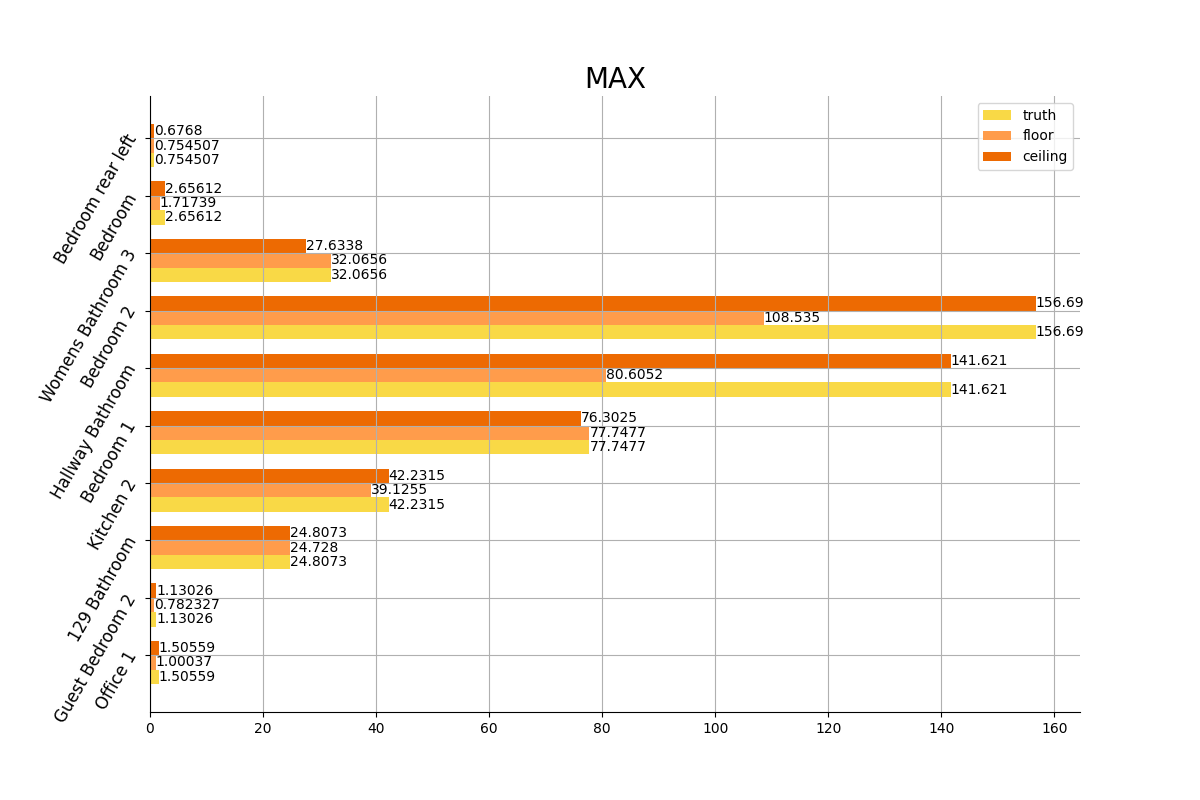 MAX
truth
floor
ceiling
Bedroom rear left
0.6768
0.754507
0.754507
Bedroom
2.65612
1.71739
2.65612
Womens Bathroom 3
27.6338
32.0656
32.0656
Bedroom 2
156.69
108.535
156.69
Hallway Bathroom
141.621
80.6052
141.621
Bedroom 1
76.3025
77.7477
77.7477
Kitchen 2
42.2315
39.1255
42.2315
129 Bathroom
24.8073
24.728
24.8073
Guest Bedroom 2
1.13026
0.782327
1.13026
Office 1
1.50559
1.00037
1.50559
0 20 40 60 80 100 120 140 160